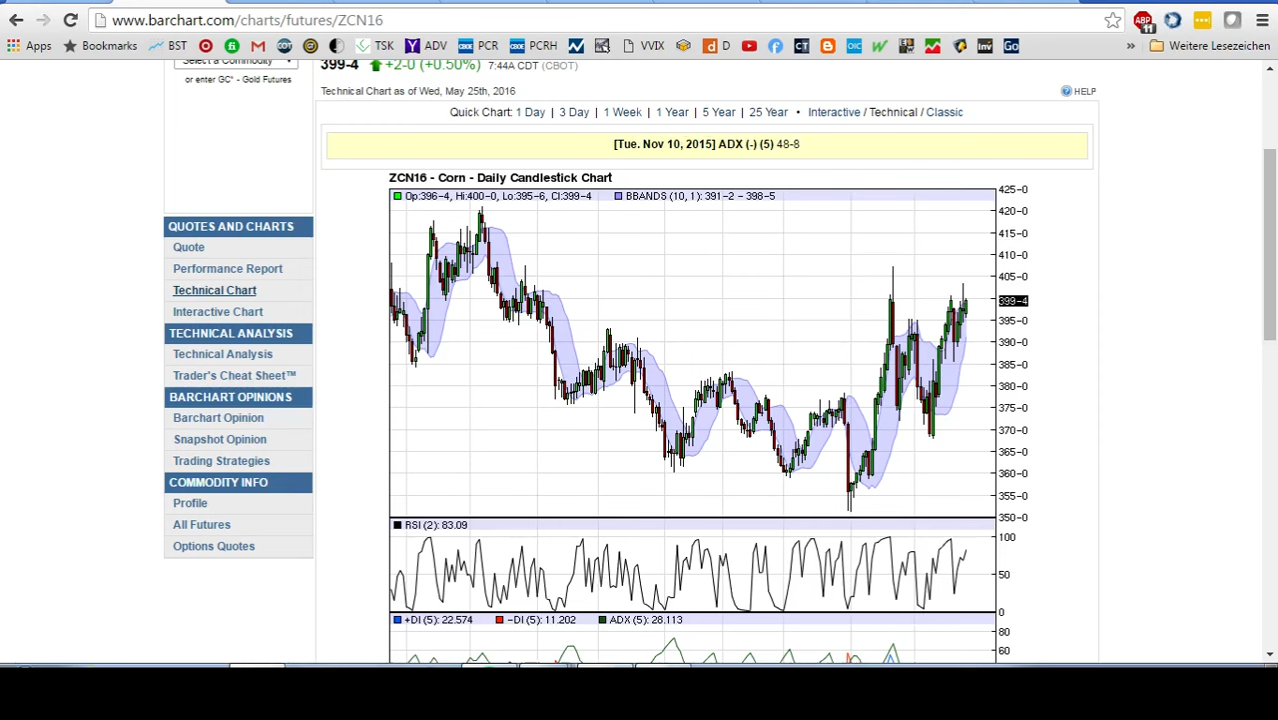 www.barchart.com/charts/futures/ZCN16
Apps Bookmarks BST TSK ADV PCR PCRH VVIX D Weitere Lesezeichen
Select a Commodity
or enter GC* - Gold Futures
399-4 +2-0 (+0.50%) 7:44A CDT (CBOT)
Technical Chart as of Wed, May 25th, 2016
HELP
Quick Chart: 1 Day | 3 Day | 1 Week | 1 Year | 5 Year | 25 Year • Interactive / Technical / Classic
[Tue. Nov 10, 2015] ADX (-) (5) 48-8
QUOTES AND CHARTS
Quote
Performance Report
Technical Chart
Interactive Chart
TECHNICAL ANALYSIS
Technical Analysis
Trader's Cheat Sheet™
BARCHART OPINIONS
Barchart Opinion
Snapshot Opinion
Trading Strategies
COMMODITY INFO
Profile
All Futures
Options Quotes
ZCN16 - Corn - Daily Candlestick Chart
Op:396-4, Hi:400-0, Lo:395-6, Cl:399-4 BBANDS (10, 1): 391-2 - 398-5
425-0
420-0
415-0
410-0
405-0
399-4
395-0
390-0
385-0
380-0
375-0
370-0
365-0
360-0
355-0
350-0
RSI (2): 83.09
100
50
0
+DI (5): 22.574 -DI (5): 11.202 ADX (5): 28.113
80
60